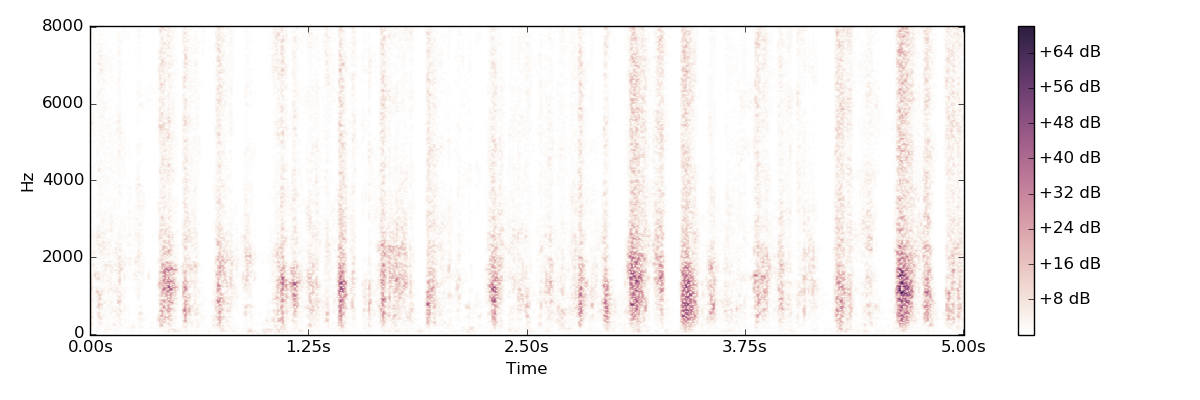 8000
6000
4000
2000
0
Hz
0.00s 1.25s 2.50s 3.75s 5.00s
Time
+64 dB
+56 dB
+48 dB
+40 dB
+32 dB
+24 dB
+16 dB
+8 dB